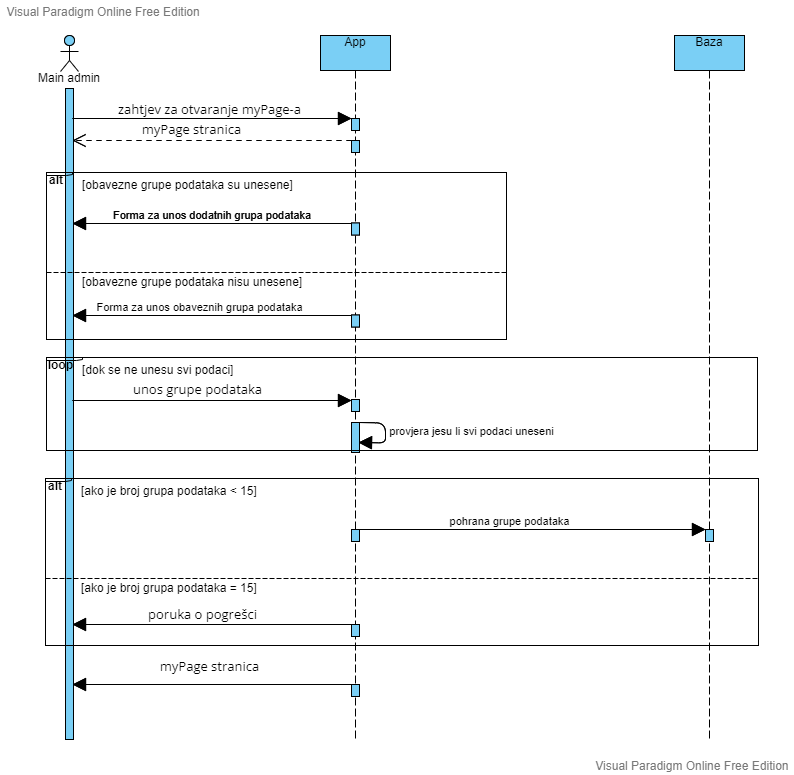 Visual Paradigm Online Free Edition
App
Baza
Main admin
zahtjev za otvaranje myPage-a
myPage stranica
alt
[obavezne grupe podataka su unesene]
Forma za unos dodatnih grupa podataka
[obavezne grupe podataka nisu unesene]
Forma za unos obaveznih grupa podataka
loop
[dok se ne unesu svi podaci]
unos grupe podataka
provjera jesu li svi podaci uneseni
alt
[ako je broj grupa podataka < 15]
pohrana grupe podataka
[ako je broj grupa podataka = 15]
poruka o pogrešci
myPage stranica
Visual Paradigm Online Free Edition